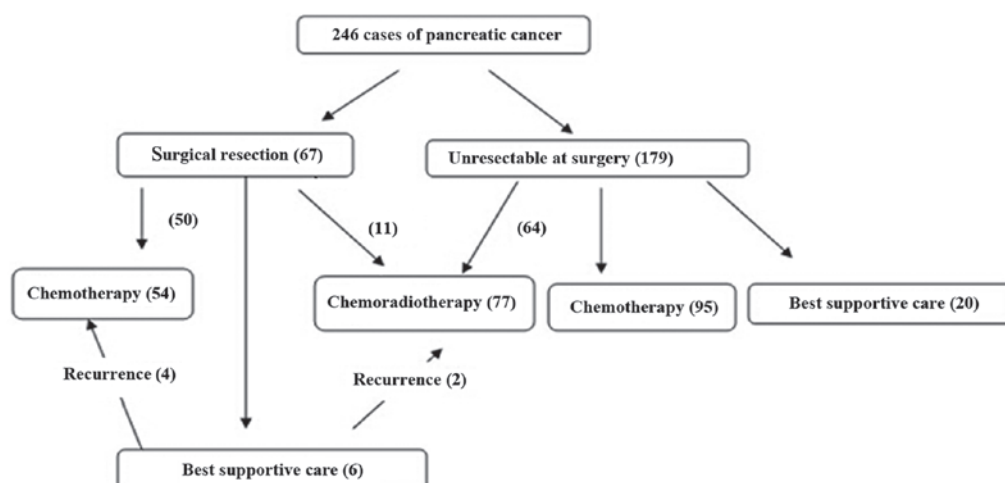 246 cases of pancreatic cancer
Surgical resection (67)
Unresectable at surgery (179)
(50)
(11)
(64)
Chemotherapy (54)
Chemoradiotherapy (77)
Chemotherapy (95)
Best supportive care (20)
Recurrence (4)
Recurrence (2)
Best supportive care (6)